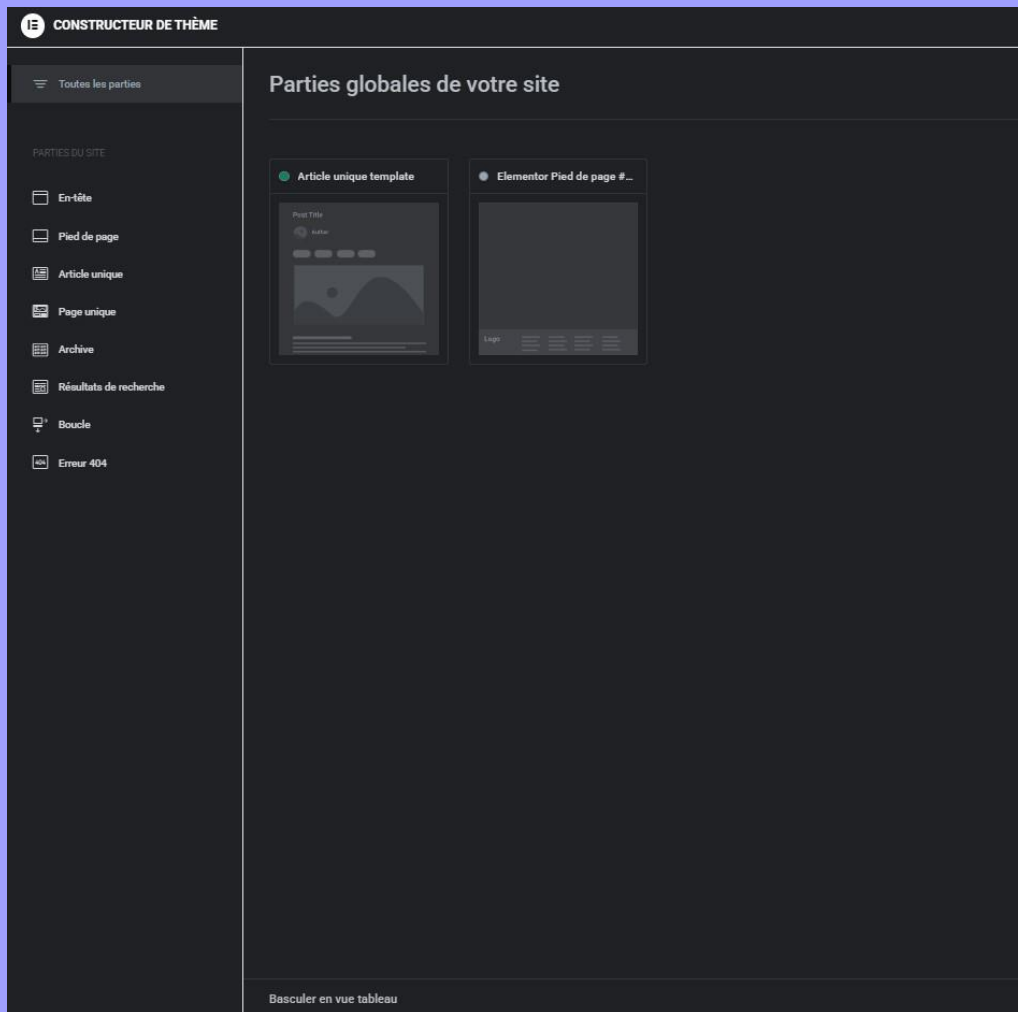 CONSTRUCTEUR DE THÈME
Toutes les parties
PARTIES DU SITE
En-tête
Pied de page
Article unique
Page unique
Archive
Résultats de recherche
Boucle
404
Erreur 404
Parties globales de votre site
Article unique template
Post Title
Author
Elementor Pied de page #...
Logo
Basculer en vue tableau